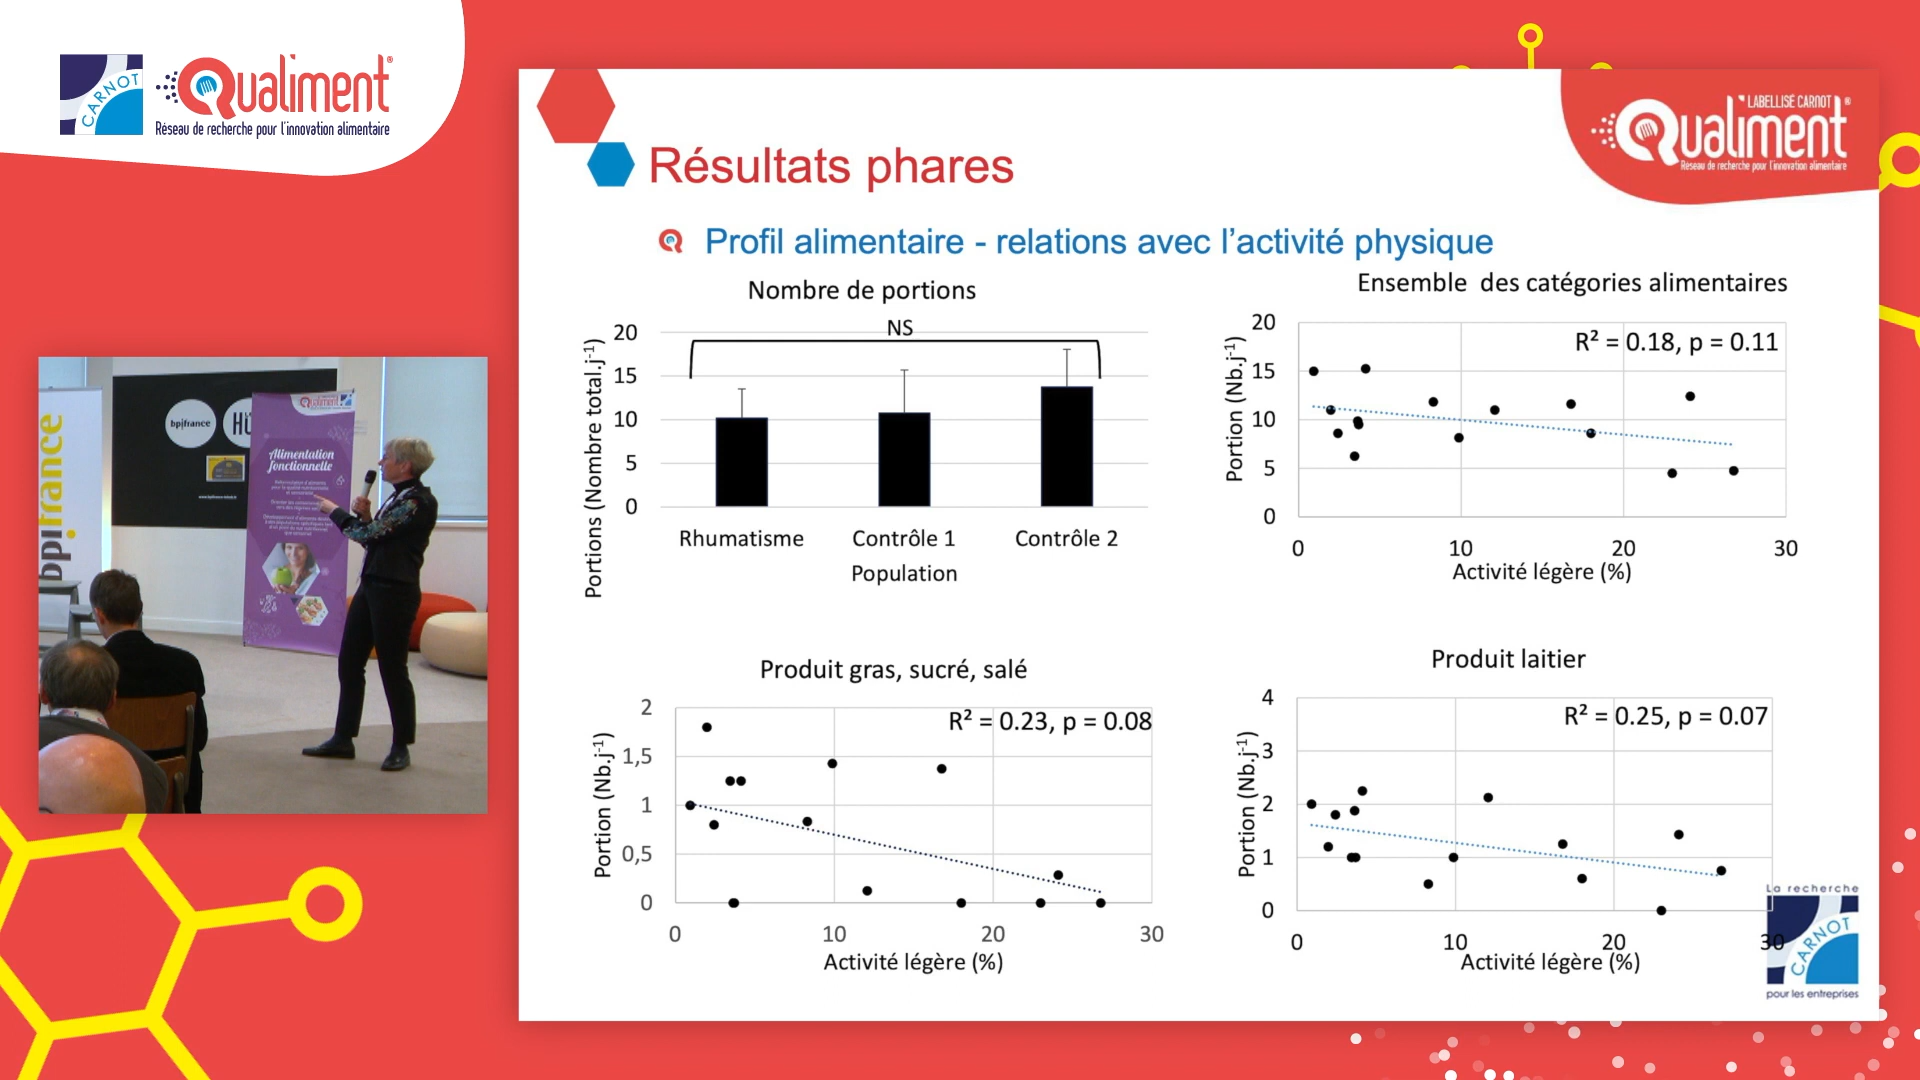 CARNOT
Qualiment®
Réseau de recherche pour l'innovation alimentaire
LABELLISÉ CARNOT
Qualiment®
Réseau de recherche pour l'innovation alimentaire
Résultats phares
Profil alimentaire - relations avec l'activité physique
Nombre de portions
NS
Portions (Nombre total.j-1)
20
15
10
5
0
Rhumatisme Contrôle 1 Contrôle 2
Population
Ensemble des catégories alimentaires
R² = 0.18, p = 0.11
Portion (Nb.j-1)
20
15
10
5
0
0 10 20 30
Activité légère (%)
Produit gras, sucré, salé
R² = 0.23, p = 0.08
Portion (Nb.j-1)
2
1,5
1
0,5
0
0 10 20 30
Activité légère (%)
Produit laitier
R² = 0.25, p = 0.07
Portion (Nb.j-1)
4
3
2
1
0
0 10 20 30
Activité légère (%)
La recherche
CARNOT
pour les entreprises
bpifrance
bpifrance
Qualiment
Alimentation
fonctionnelle